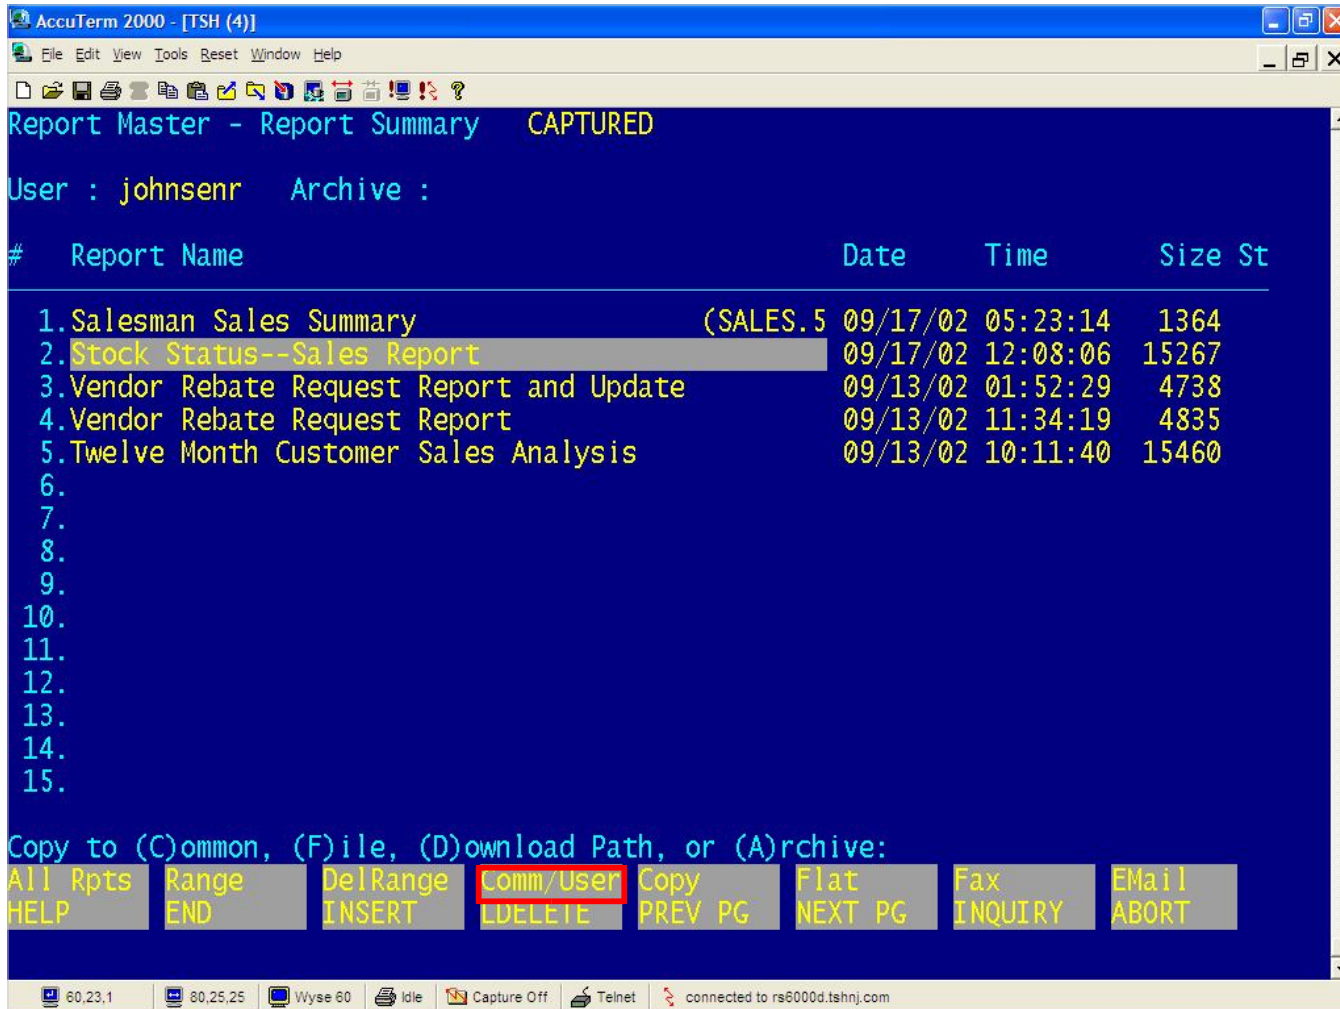 AccuTerm 2000 - [TSH (4)]
File Edit View Tools Reset Window Help
Report Master - Report Summary CAPTURED
User : johnsenr Archive :
# Report Name Date Time Size St
1. Salesman Sales Summary (SALES.5 09/17/02 05:23:14 1364
2. Stock Status--Sales Report 09/17/02 12:08:06 15267
3. Vendor Rebate Request Report and Update 09/13/02 01:52:29 4738
4. Vendor Rebate Request Report 09/13/02 11:34:19 4835
5. Twelve Month Customer Sales Analysis 09/13/02 10:11:40 15460
6.
7.
8.
9.
10.
11.
12.
13.
14.
15.
Copy to (C)ommon, (F)ile, (D)ownload Path, or (A)rchive:
All Rpts Range DelRange Comm/User Copy Flat Fax EMail
HELP END INSERT LDELETE PREV PG NEXT PG INQUIRY ABORT
60,23,1 80,25,25 Wyse 60 Idle Capture Off Telnet connected to rs6000d.tshnj.com